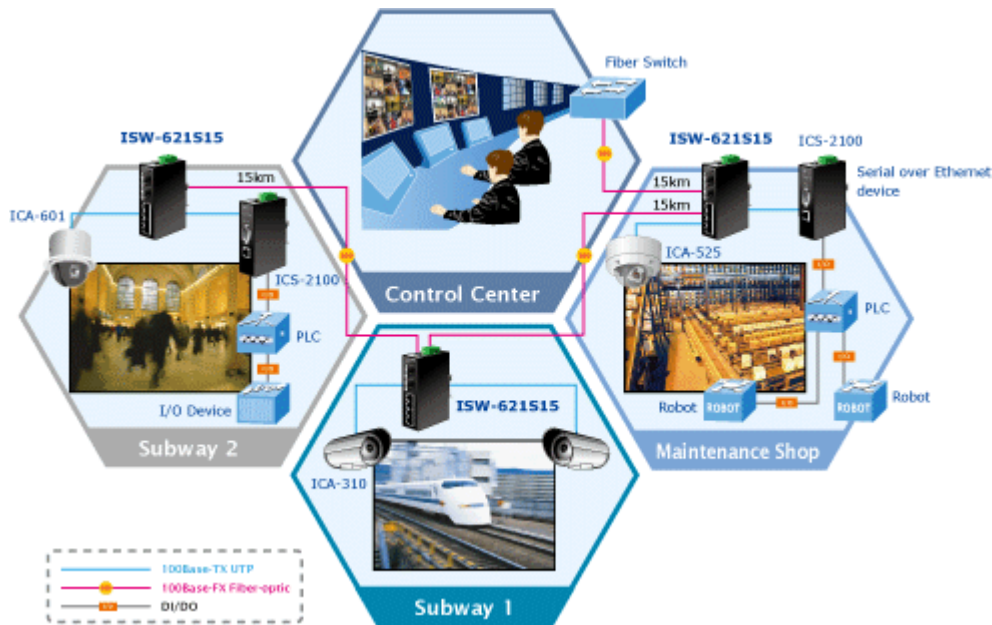 Fiber Switch
ISW-621S15
ISW-621S15
ICS-2100
15km
15km
15km
Serial over Ethernet
device
ICA-601
ICA-525
ICS-2100
Control Center
PLC
PLC
I/O Device
Robot
ROBOT
ROBOT
Robot
Subway 2
ISW-621S15
Maintenance Shop
ICA-310
100Base-TX UTP
100Base-FX Fiber-optic
DI/DO
Subway 1